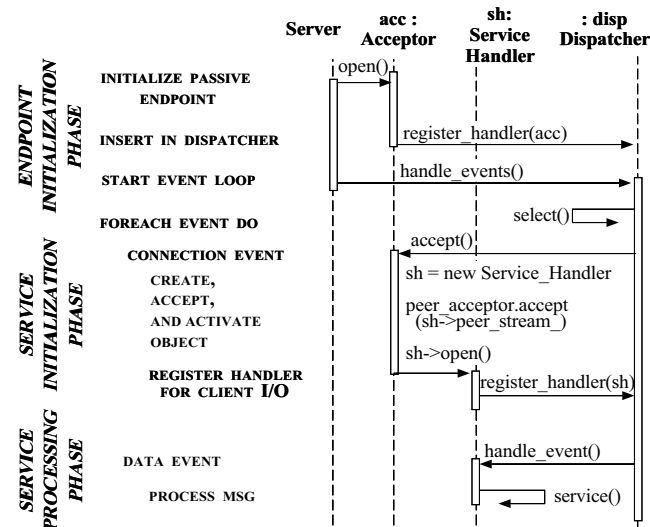 Server
acc :
Acceptor
sh:
Service
Handler
: disp
Dispatcher
ENDPOINT
INITIALIZATION
PHASE
INITIALIZE PASSIVE
ENDPOINT
open()
INSERT IN DISPATCHER
register_handler(acc)
START EVENT LOOP
handle_events()
FOREACH EVENT DO
select()
SERVICE
INITIALIZATION
PHASE
CONNECTION EVENT
accept()
CREATE,
ACCEPT,
AND ACTIVATE
OBJECT
sh = new Service_Handler
peer_acceptor.accept
(sh->peer_stream_)
sh->open()
REGISTER HANDLER
FOR CLIENT I/O
register_handler(sh)
SERVICE
PROCESSING
PHASE
DATA EVENT
handle_event()
PROCESS MSG
service()